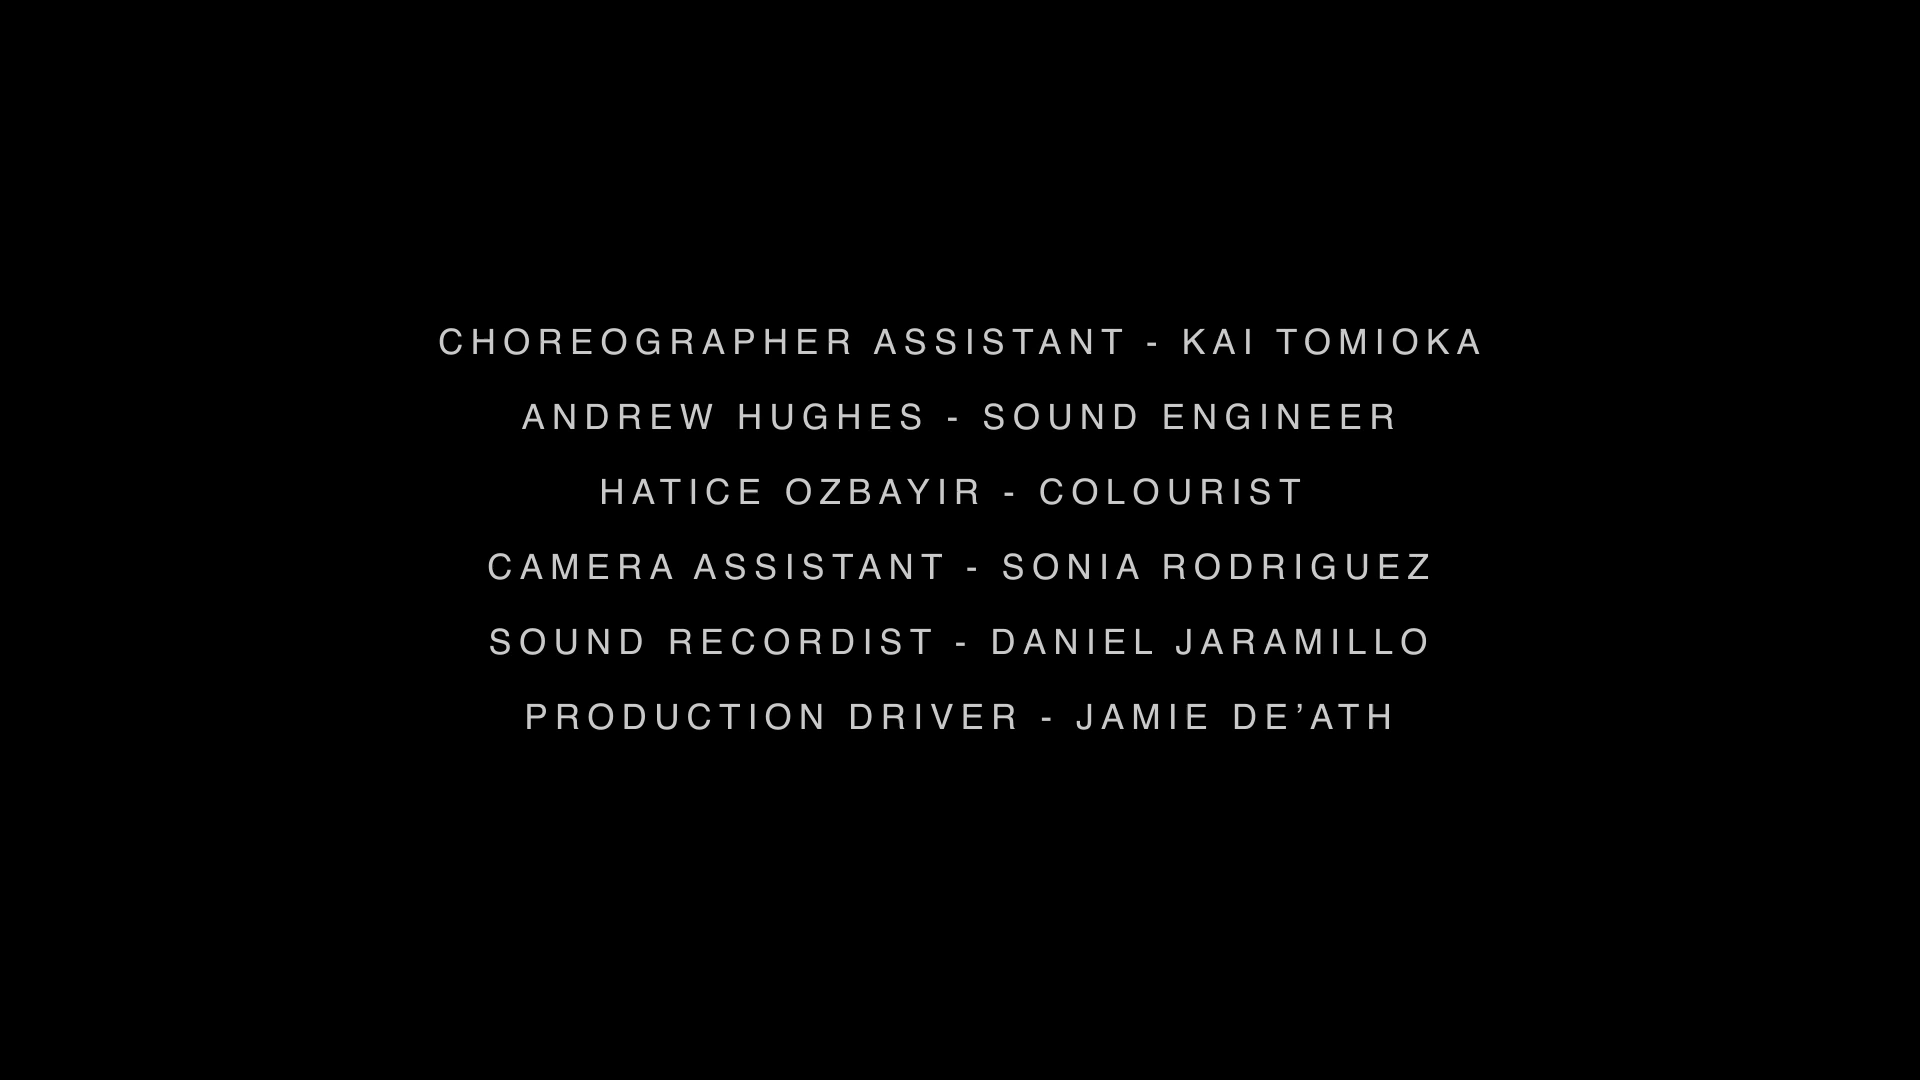 CHOREOGRAPHER ASSISTANT - KAI TOMIOKA
ANDREW HUGHES - SOUND ENGINEER
HATICE OZBAYIR - COLOURIST
CAMERA ASSISTANT - SONIA RODRIGUEZ
SOUND RECORDIST - DANIEL JARAMILLO
PRODUCTION DRIVER - JAMIE DE’ATH